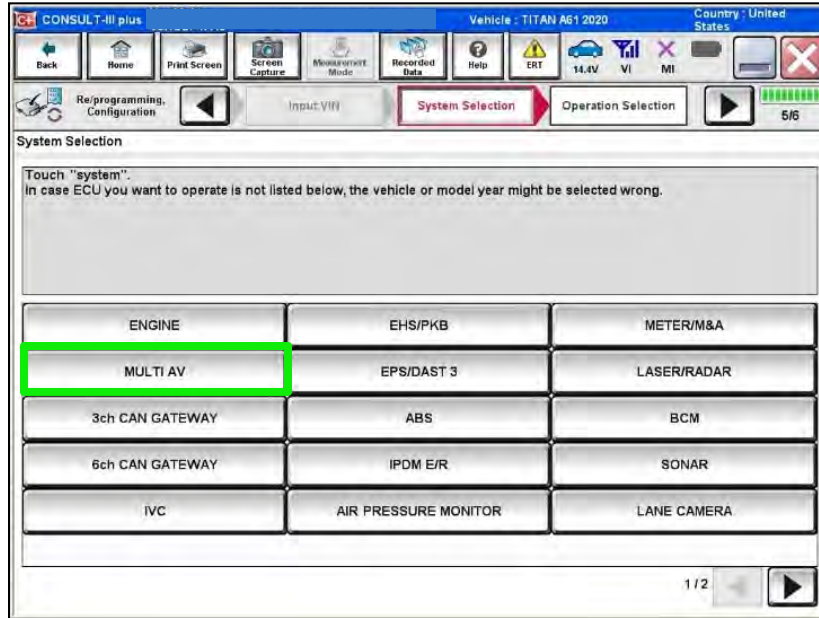 CONSULT-III plus
Vehicle : TITAN A61 2020
Country : United States
Back
Home
Print Screen
Screen Capture
Measurement Mode
Recorded Data
Help
ERT
14.4V
VI
MI
Re/programming, Configuration
Input VIN
System Selection
Operation Selection
5/6
System Selection
Touch "system".
In case ECU you want to operate is not listed below, the vehicle or model year might be selected wrong.
ENGINE
EHS/PKB
METER/M&A
MULTI AV
EPS/DAST 3
LASER/RADAR
3ch CAN GATEWAY
ABS
BCM
6ch CAN GATEWAY
IPDM E/R
SONAR
IVC
AIR PRESSURE MONITOR
LANE CAMERA
1/2